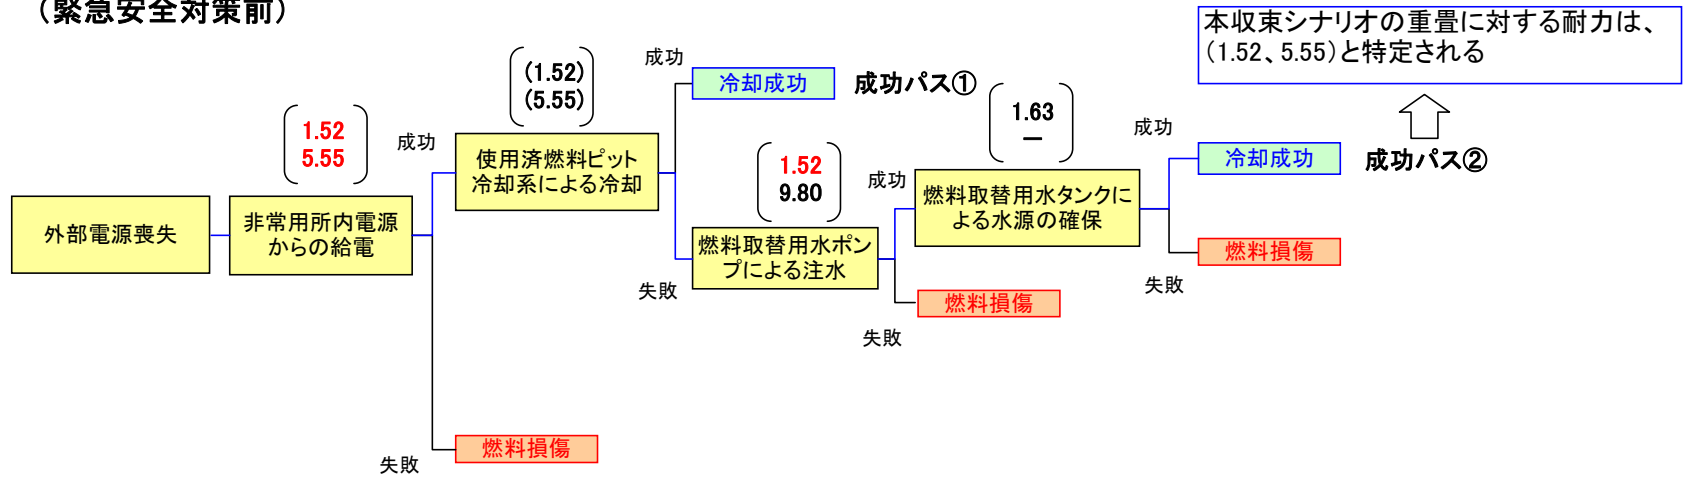 （緊急安全対策前）
本収束シナリオの重畳に対する耐力は、
（1.52、5.55）と特定される
成功
(1.52)
(5.55)
冷却成功
成功パス①
1.63
ー
成功
1.52
5.55
成功
使用済燃料ピット
冷却系による冷却
冷却成功
成功パス②
1.52
9.80
成功
燃料取替用水タンクに
よる水源の確保
外部電源喪失
非常用所内電源
からの給電
燃料取替用水ポン
プによる注水
燃料損傷
失敗
失敗
燃料損傷
失敗
燃料損傷
失敗